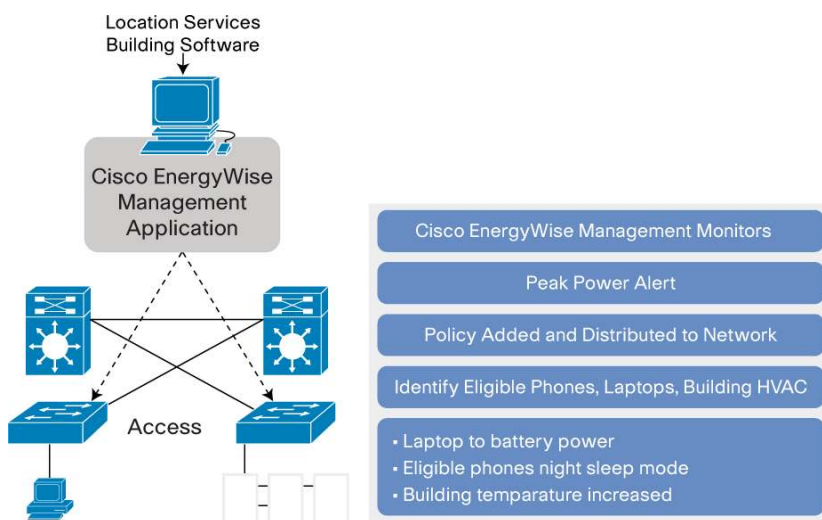 Location Services
Building Software
Cisco EnergyWise
Management
Application
Access
Cisco EnergyWise Management Monitors
Peak Power Alert
Policy Added and Distributed to Network
Identify Eligible Phones, Laptops, Building HVAC
▪ Laptop to battery power
▪ Eligible phones night sleep mode
▪ Building temparature increased